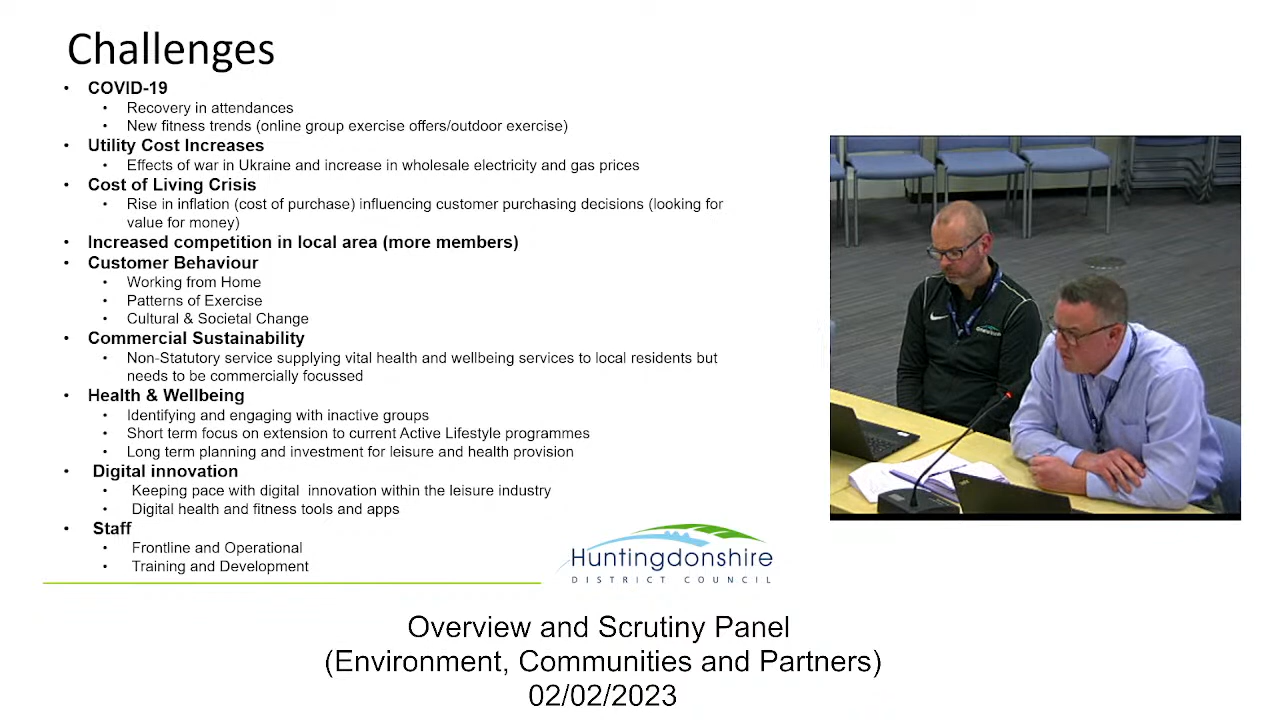 Challenges
• COVID-19
• Recovery in attendances
• New fitness trends (online group exercise offers/outdoor exercise)
• Utility Cost Increases
• Effects of war in Ukraine and increase in wholesale electricity and gas prices
• Cost of Living Crisis
• Rise in inflation (cost of purchase) influencing customer purchasing decisions (looking for
value for money)
• Increased competition in local area (more members)
• Customer Behaviour
• Working from Home
• Patterns of Exercise
• Cultural & Societal Change
• Commercial Sustainability
• Non-Statutory service supplying vital health and wellbeing services to local residents but
needs to be commercially focussed
• Health & Wellbeing
• Identifying and engaging with inactive groups
• Short term focus on extension to current Active Lifestyle programmes
• Long term planning and investment for leisure and health provision
• Digital innovation
• Keeping pace with digital innovation within the leisure industry
• Digital health and fitness tools and apps
• Staff
• Frontline and Operational
• Training and Development
Huntingdonshire
DISTRICT COUNCIL
Overview and Scrutiny Panel
(Environment, Communities and Partners)
02/02/2023